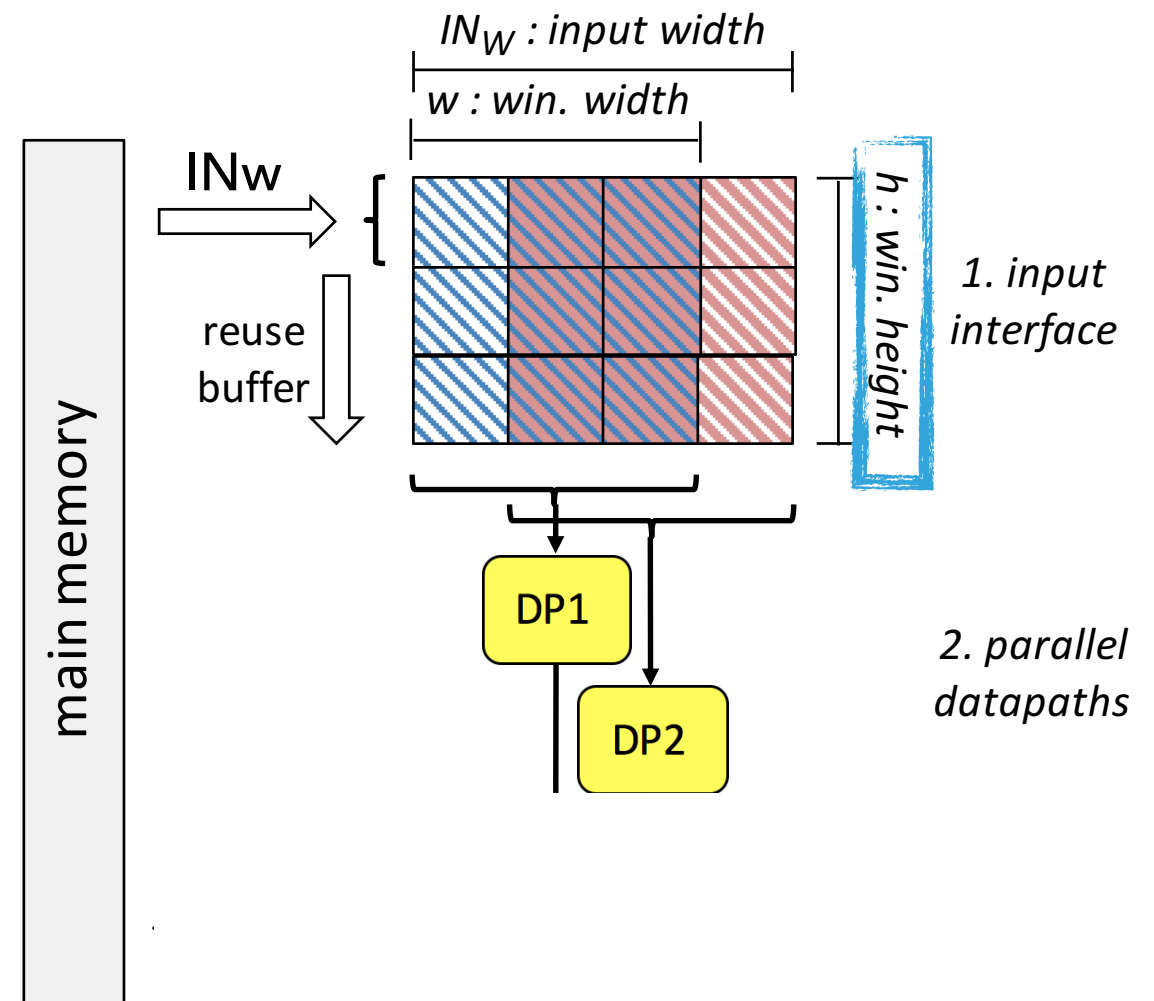 IN_W : input width
w : win. width
INw
h : win. height
1. input
interface
reuse
buffer
main memory
DP1
2. parallel
datapaths
DP2